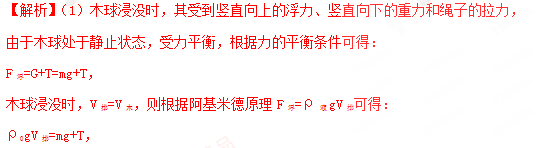 【解析】（1）木球浸没时，其受到竖直向上的浮力、竖直向下的重力和绳子的拉力，
由于木球处于静止状态，受力平衡，根据力的平衡条件可得：
F浮=G+T=mg+T，
木球浸没时，V排=V木，则根据阿基米德原理F浮=ρ液gV排可得：
ρ0gV排=mg+T，